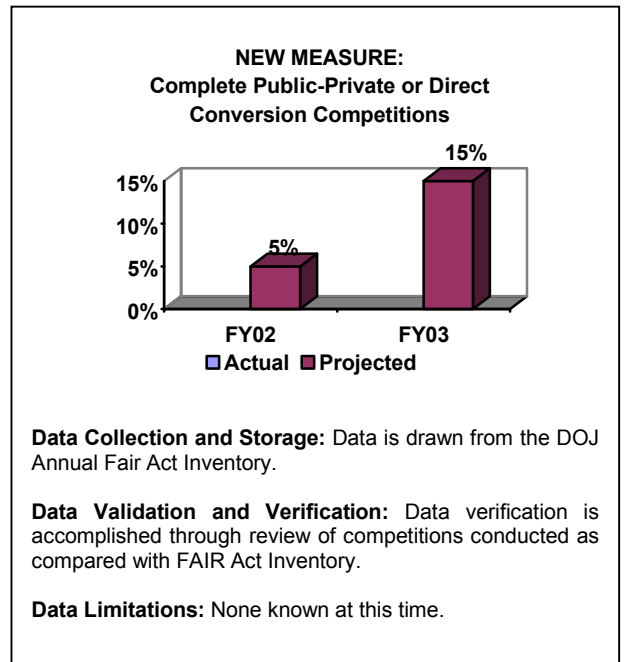 NEW MEASURE:
Complete Public-Private or Direct
Conversion Competitions
15%
15%
10%
5%
5%
0%
FY02 FY03
Actual Projected
Data Collection and Storage: Data is drawn from the DOJ
Annual Fair Act Inventory.
Data Validation and Verification: Data verification is
accomplished through review of competitions conducted as
compared with FAIR Act Inventory.
Data Limitations: None known at this time.